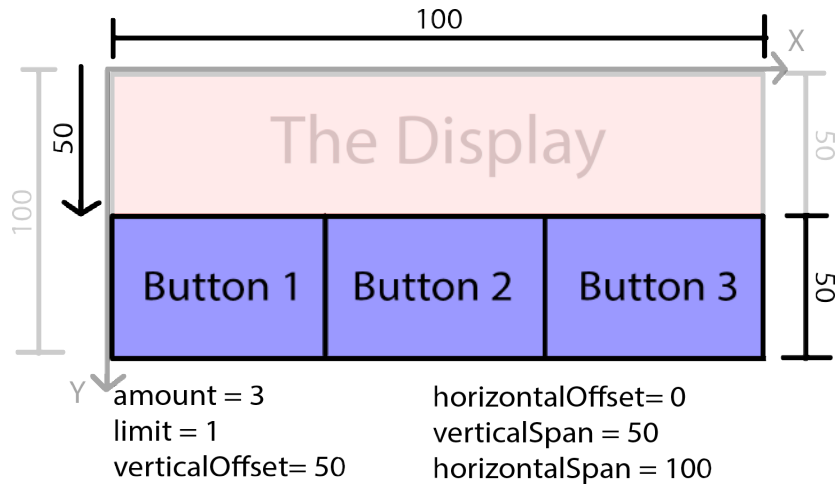 100
X
50
The Display
50
100
Button 1
Button 2
Button 3
50
Y
amount = 3
limit = 1
verticalOffset= 50
horizontalOffset= 0
verticalSpan = 50
horizontalSpan = 100